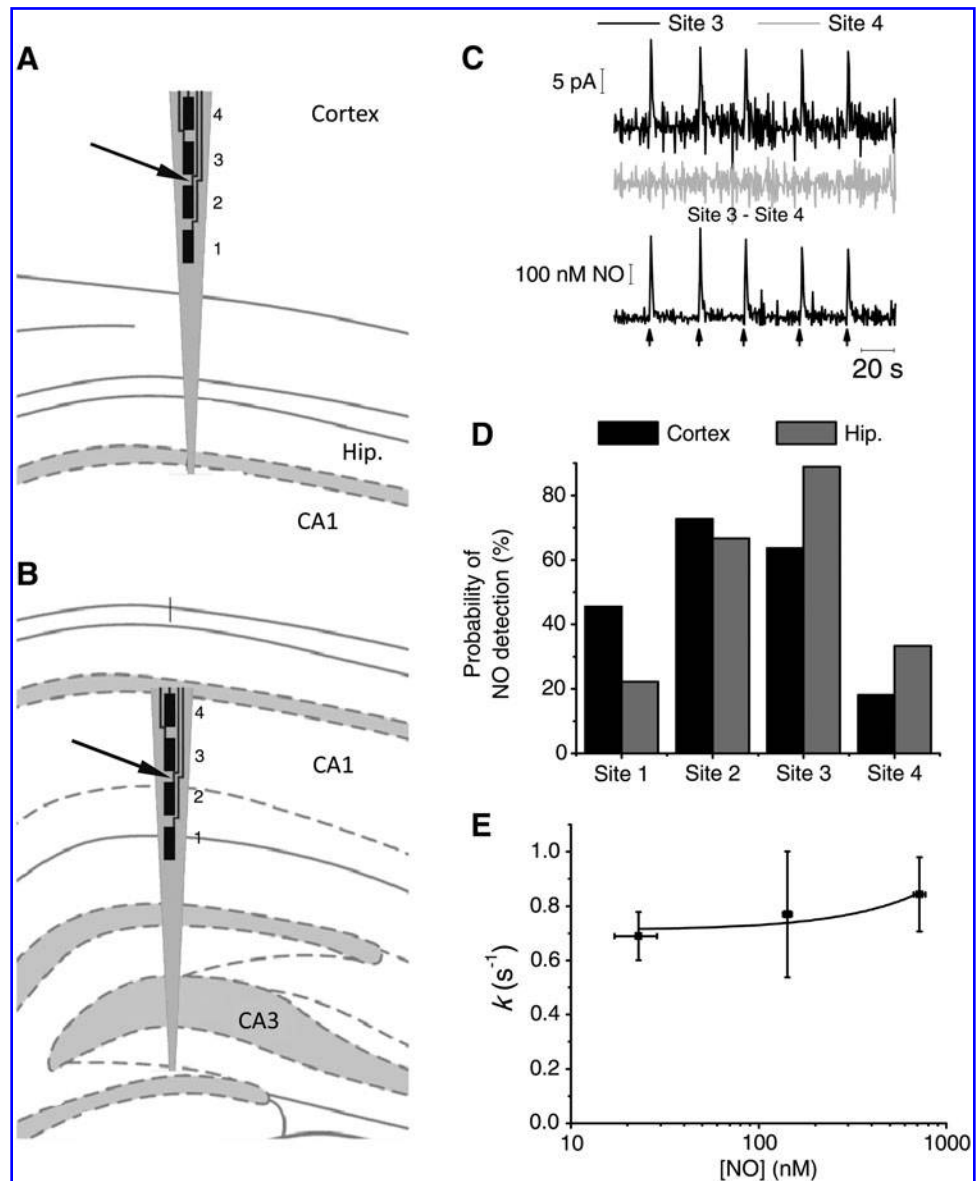 A
4
3
2
1
Cortex
Hip.
CA1
B
4
3
2
1
CA1
CA3
C
Site 3 Site 4
5 pA
Site 3 - Site 4
100 nM NO
20 s
D
Cortex Hip.
Probability of
NO detection (%)
80
60
40
20
0
Site 1 Site 2 Site 3 Site 4
E
k (s⁻¹)
1.0
0.8
0.6
0.4
0.2
0.0
10 100 1000
[NO] (nM)